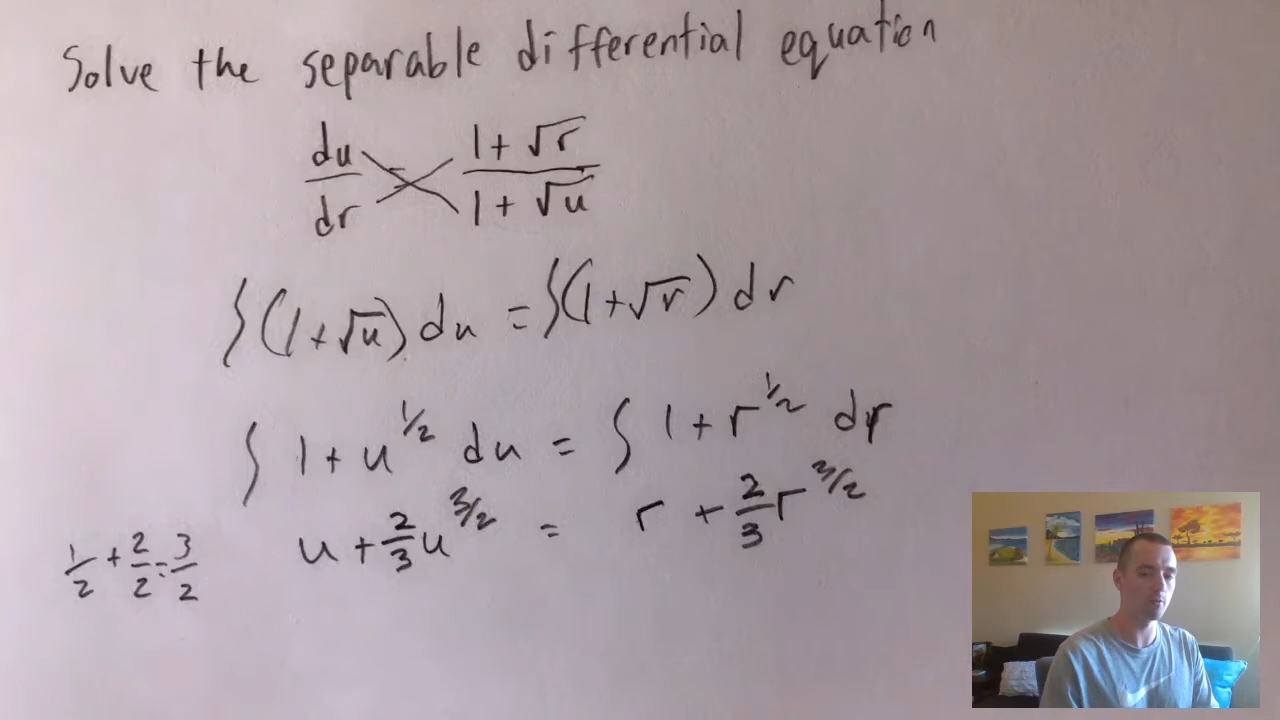 Solve the separable differential equation
du/dr = (1 + √r)/(1 + √u)
∫(1+√u) du = ∫(1+√r) dr
∫ 1 + u^1/2 du = ∫ 1 + r^1/2 dr
u + 2/3 u^3/2 = r + 2/3 r^3/2
1/2 + 2/2 = 3/2